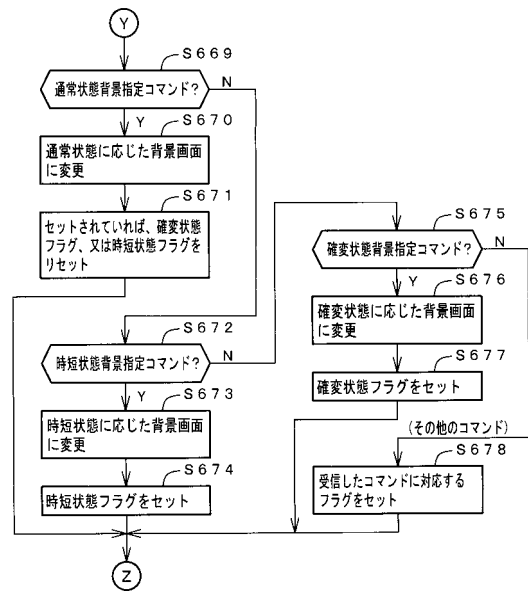 Y
S669
通常状態背景指定コマンド?
N
Y
S670
通常状態に応じた背景画面
に変更
S671
セットされていれば、確変状態
フラグ、又は時短状態フラグを
リセット
S672
時短状態背景指定コマンド?
N
Y
S673
時短状態に応じた背景画面
に変更
S674
時短状態フラグをセット
S675
確変状態背景指定コマンド?
N
Y
S676
確変状態に応じた背景画面
に変更
S677
確変状態フラグをセット
(その他のコマンド)
S678
受信したコマンドに対応する
フラグをセット
Z